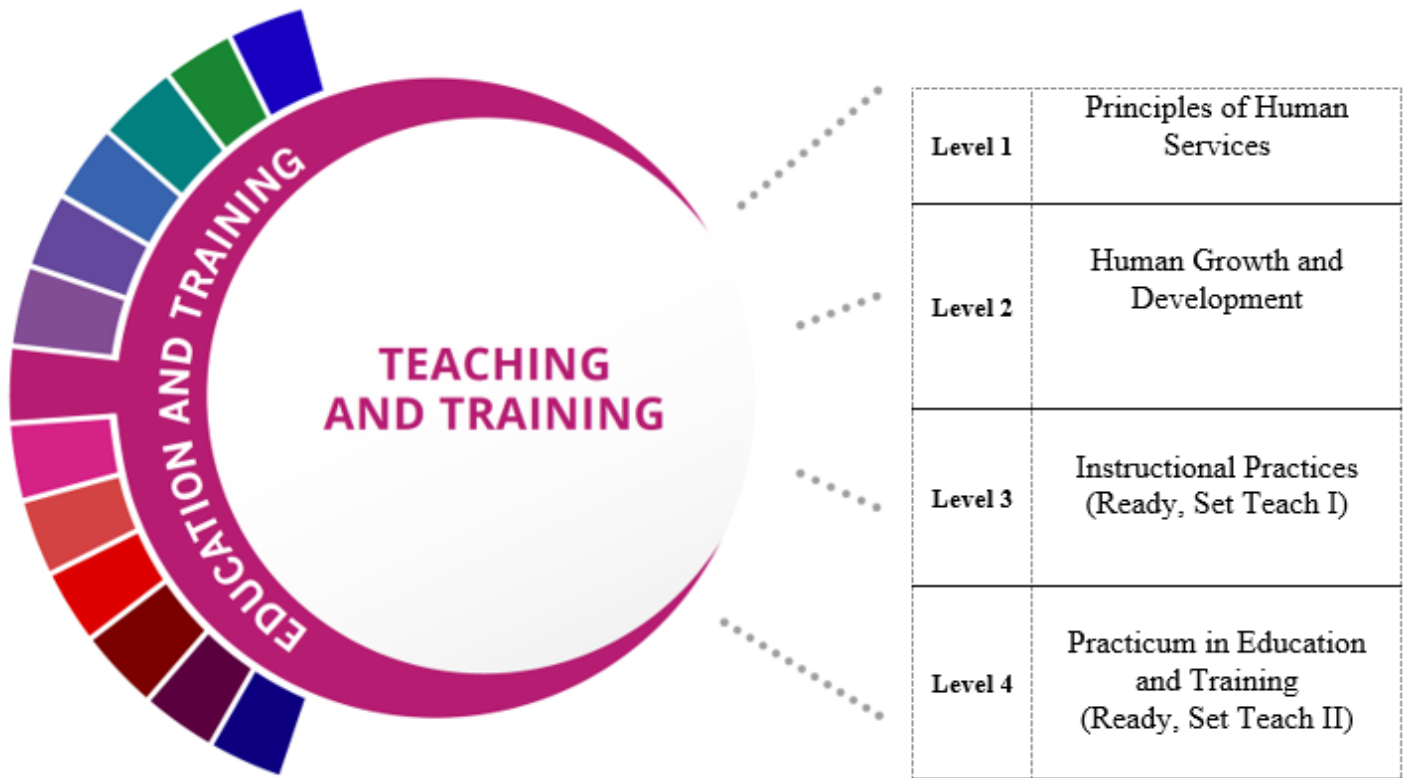 EDUCATION AND TRAINING
TEACHING
AND TRAINING
Level 1
Principles of Human
Services
Level 2
Human Growth and
Development
Level 3
Instructional Practices
(Ready, Set Teach I)
Level 4
Practicum in Education
and Training
(Ready, Set Teach II)